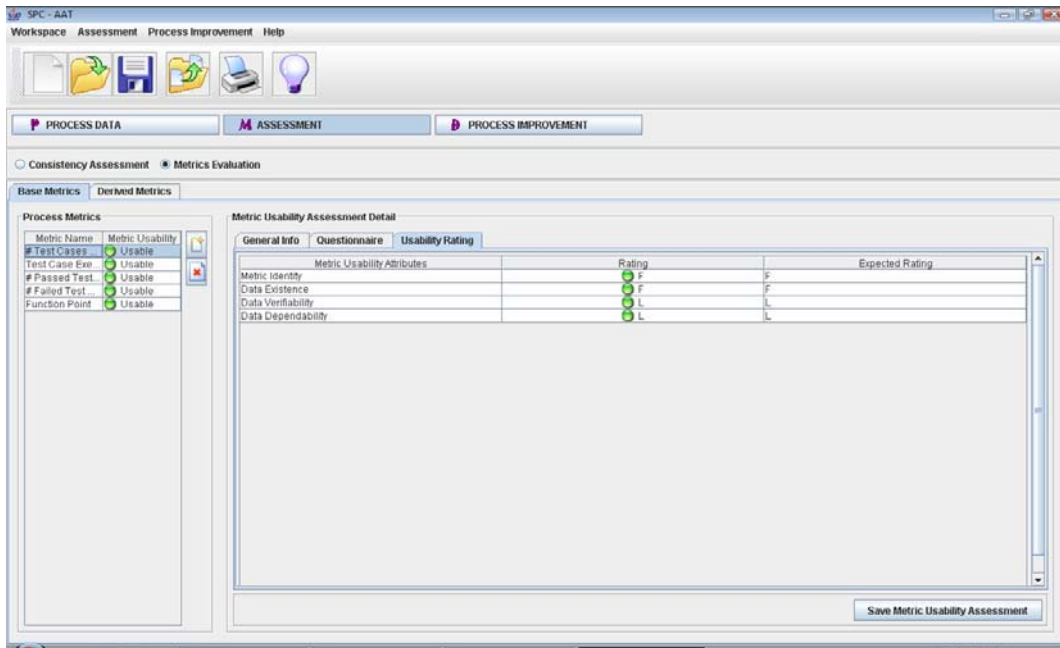 SPC - AAT
Workspace Assessment Process Improvement Help
P PROCESS DATA
M ASSESSMENT
D PROCESS IMPROVEMENT
Consistency Assessment Metrics Evaluation
Base Metrics Derived Metrics
Process Metrics
Metric Name Metric Usability
# Test Cases ... Usable
Test Case Exe... Usable
# Passed Test... Usable
# Failed Test ... Usable
Function Point Usable
Metric Usability Assessment Detail
General Info Questionnaire Usability Rating
Metric Usability Attributes Rating Expected Rating
Metric Identity F F
Data Existence F F
Data Verifiability L L
Data Dependability L L
Save Metric Usability Assessment